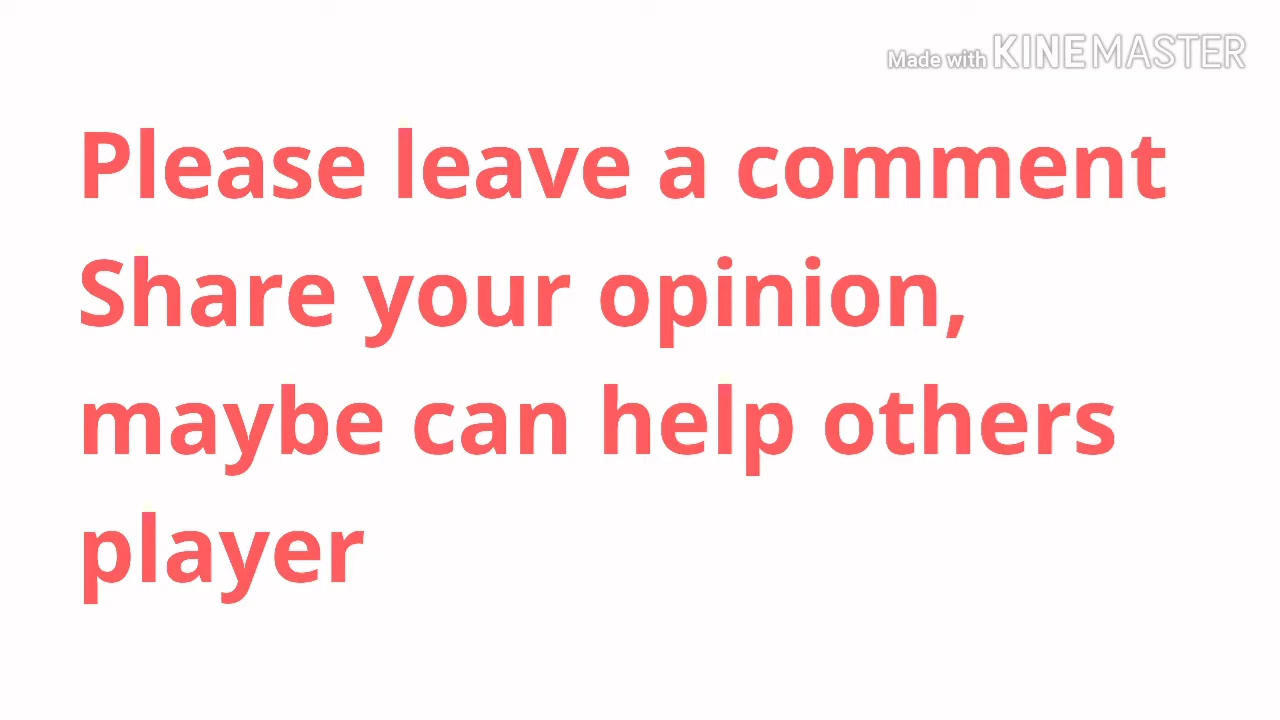 Made with KINEMASTER
Please leave a comment
Share your opinion,
maybe can help others
player